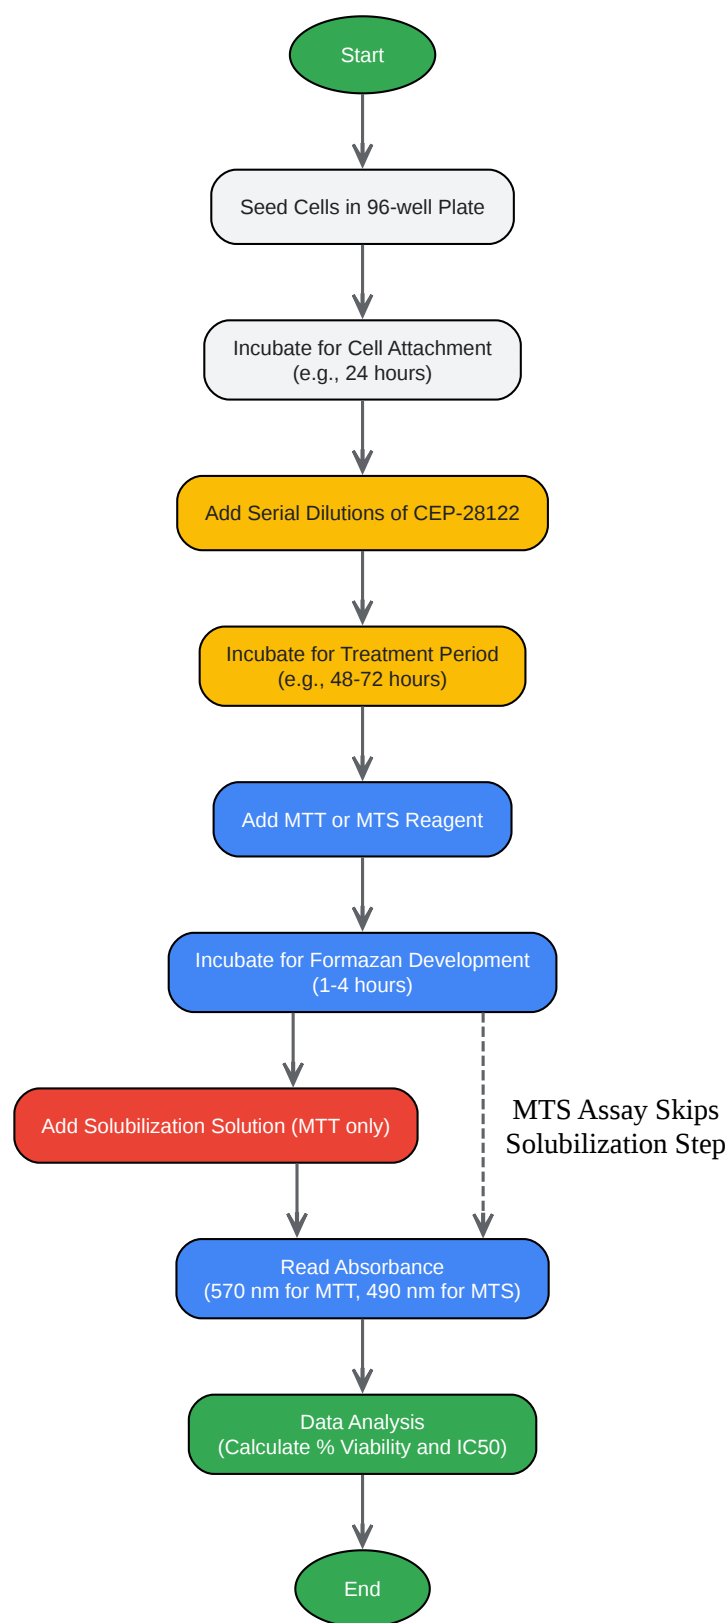 Start
Seed Cells in 96-well Plate
Incubate for Cell Attachment
(e.g., 24 hours)
Add Serial Dilutions of CEP-28122
Incubate for Treatment Period
(e.g., 48-72 hours)
Add MTT or MTS Reagent
Incubate for Formazan Development
(1-4 hours)
Add Solubilization Solution (MTT only)
MTS Assay Skips
Solubilization Step
Read Absorbance
(570 nm for MTT, 490 nm for MTS)
Data Analysis
(Calculate % Viability and IC50)
End